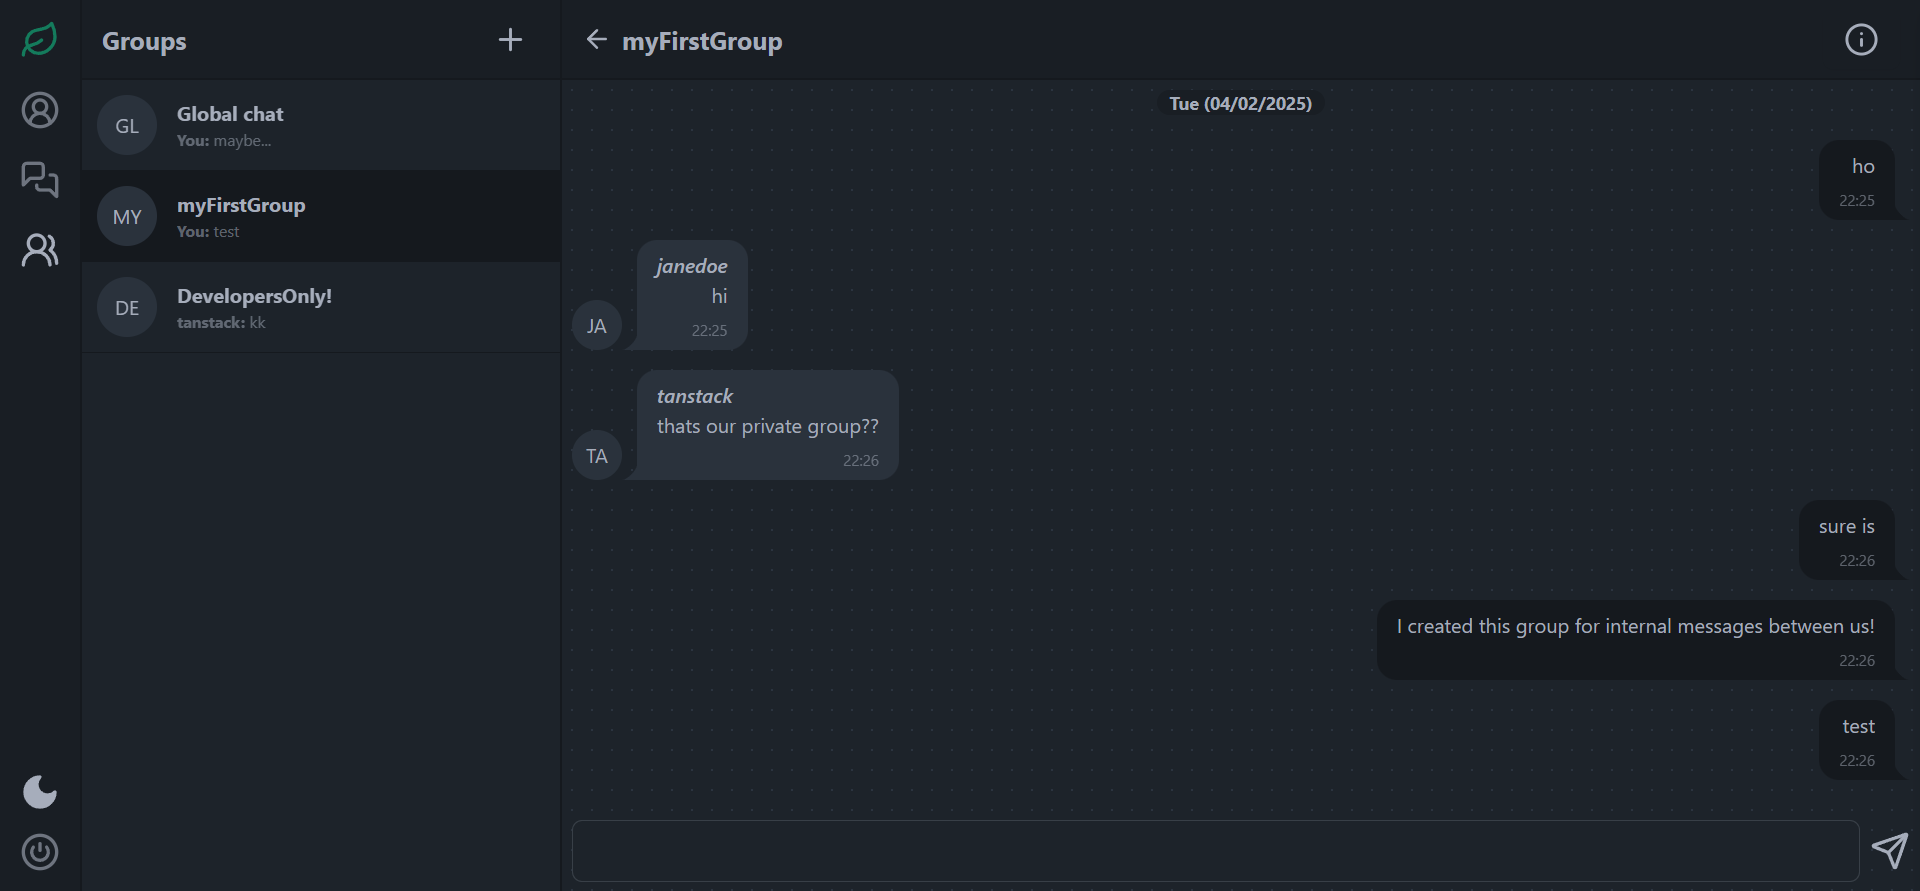 Groups
GL
Global chat
You: maybe...
MY
myFirstGroup
You: test
DE
DevelopersOnly!
tanstack: kk
myFirstGroup
Tue (04/02/2025)
ho
22:25
janedoe
hi
JA
22:25
tanstack
thats our private group??
TA
22:26
sure is
22:26
I created this group for internal messages between us!
22:26
test
22:26